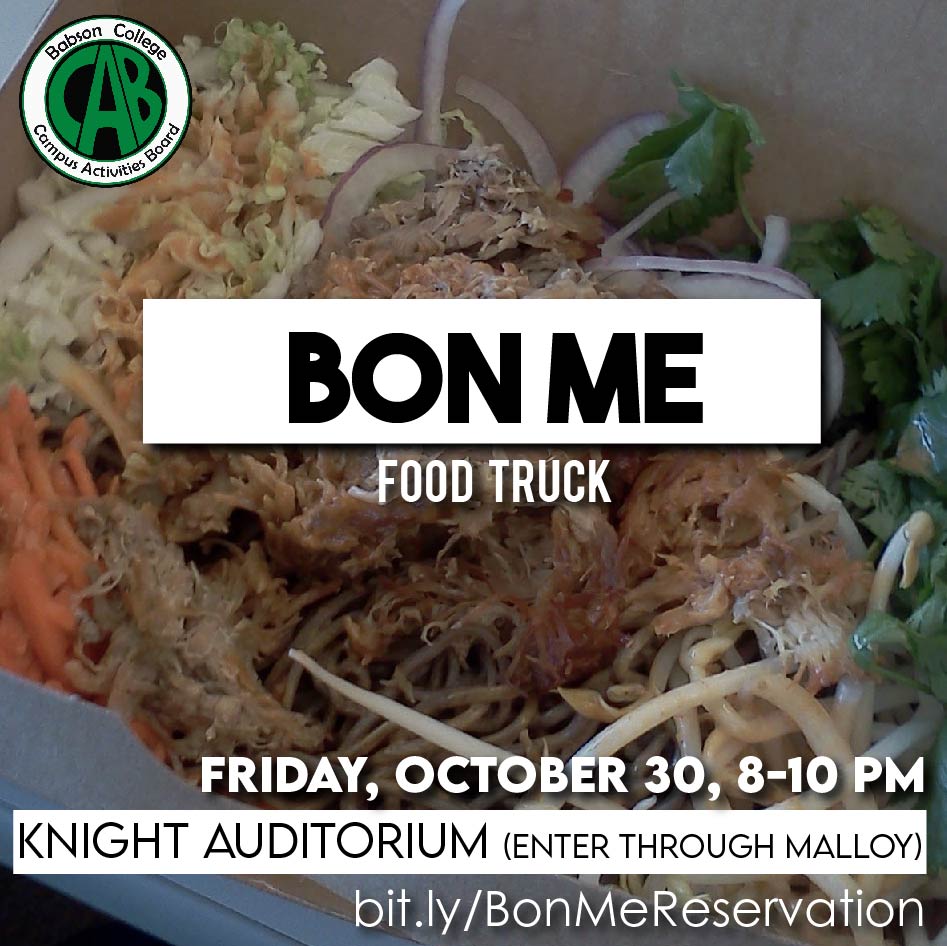 Babson College
CAB
Campus Activities Board
BON ME
FOOD TRUCK
FRIDAY, OCTOBER 30, 8-10 PM
KNIGHT AUDITORIUM (ENTER THROUGH MALLOY)
bit.ly/BonMeReservation